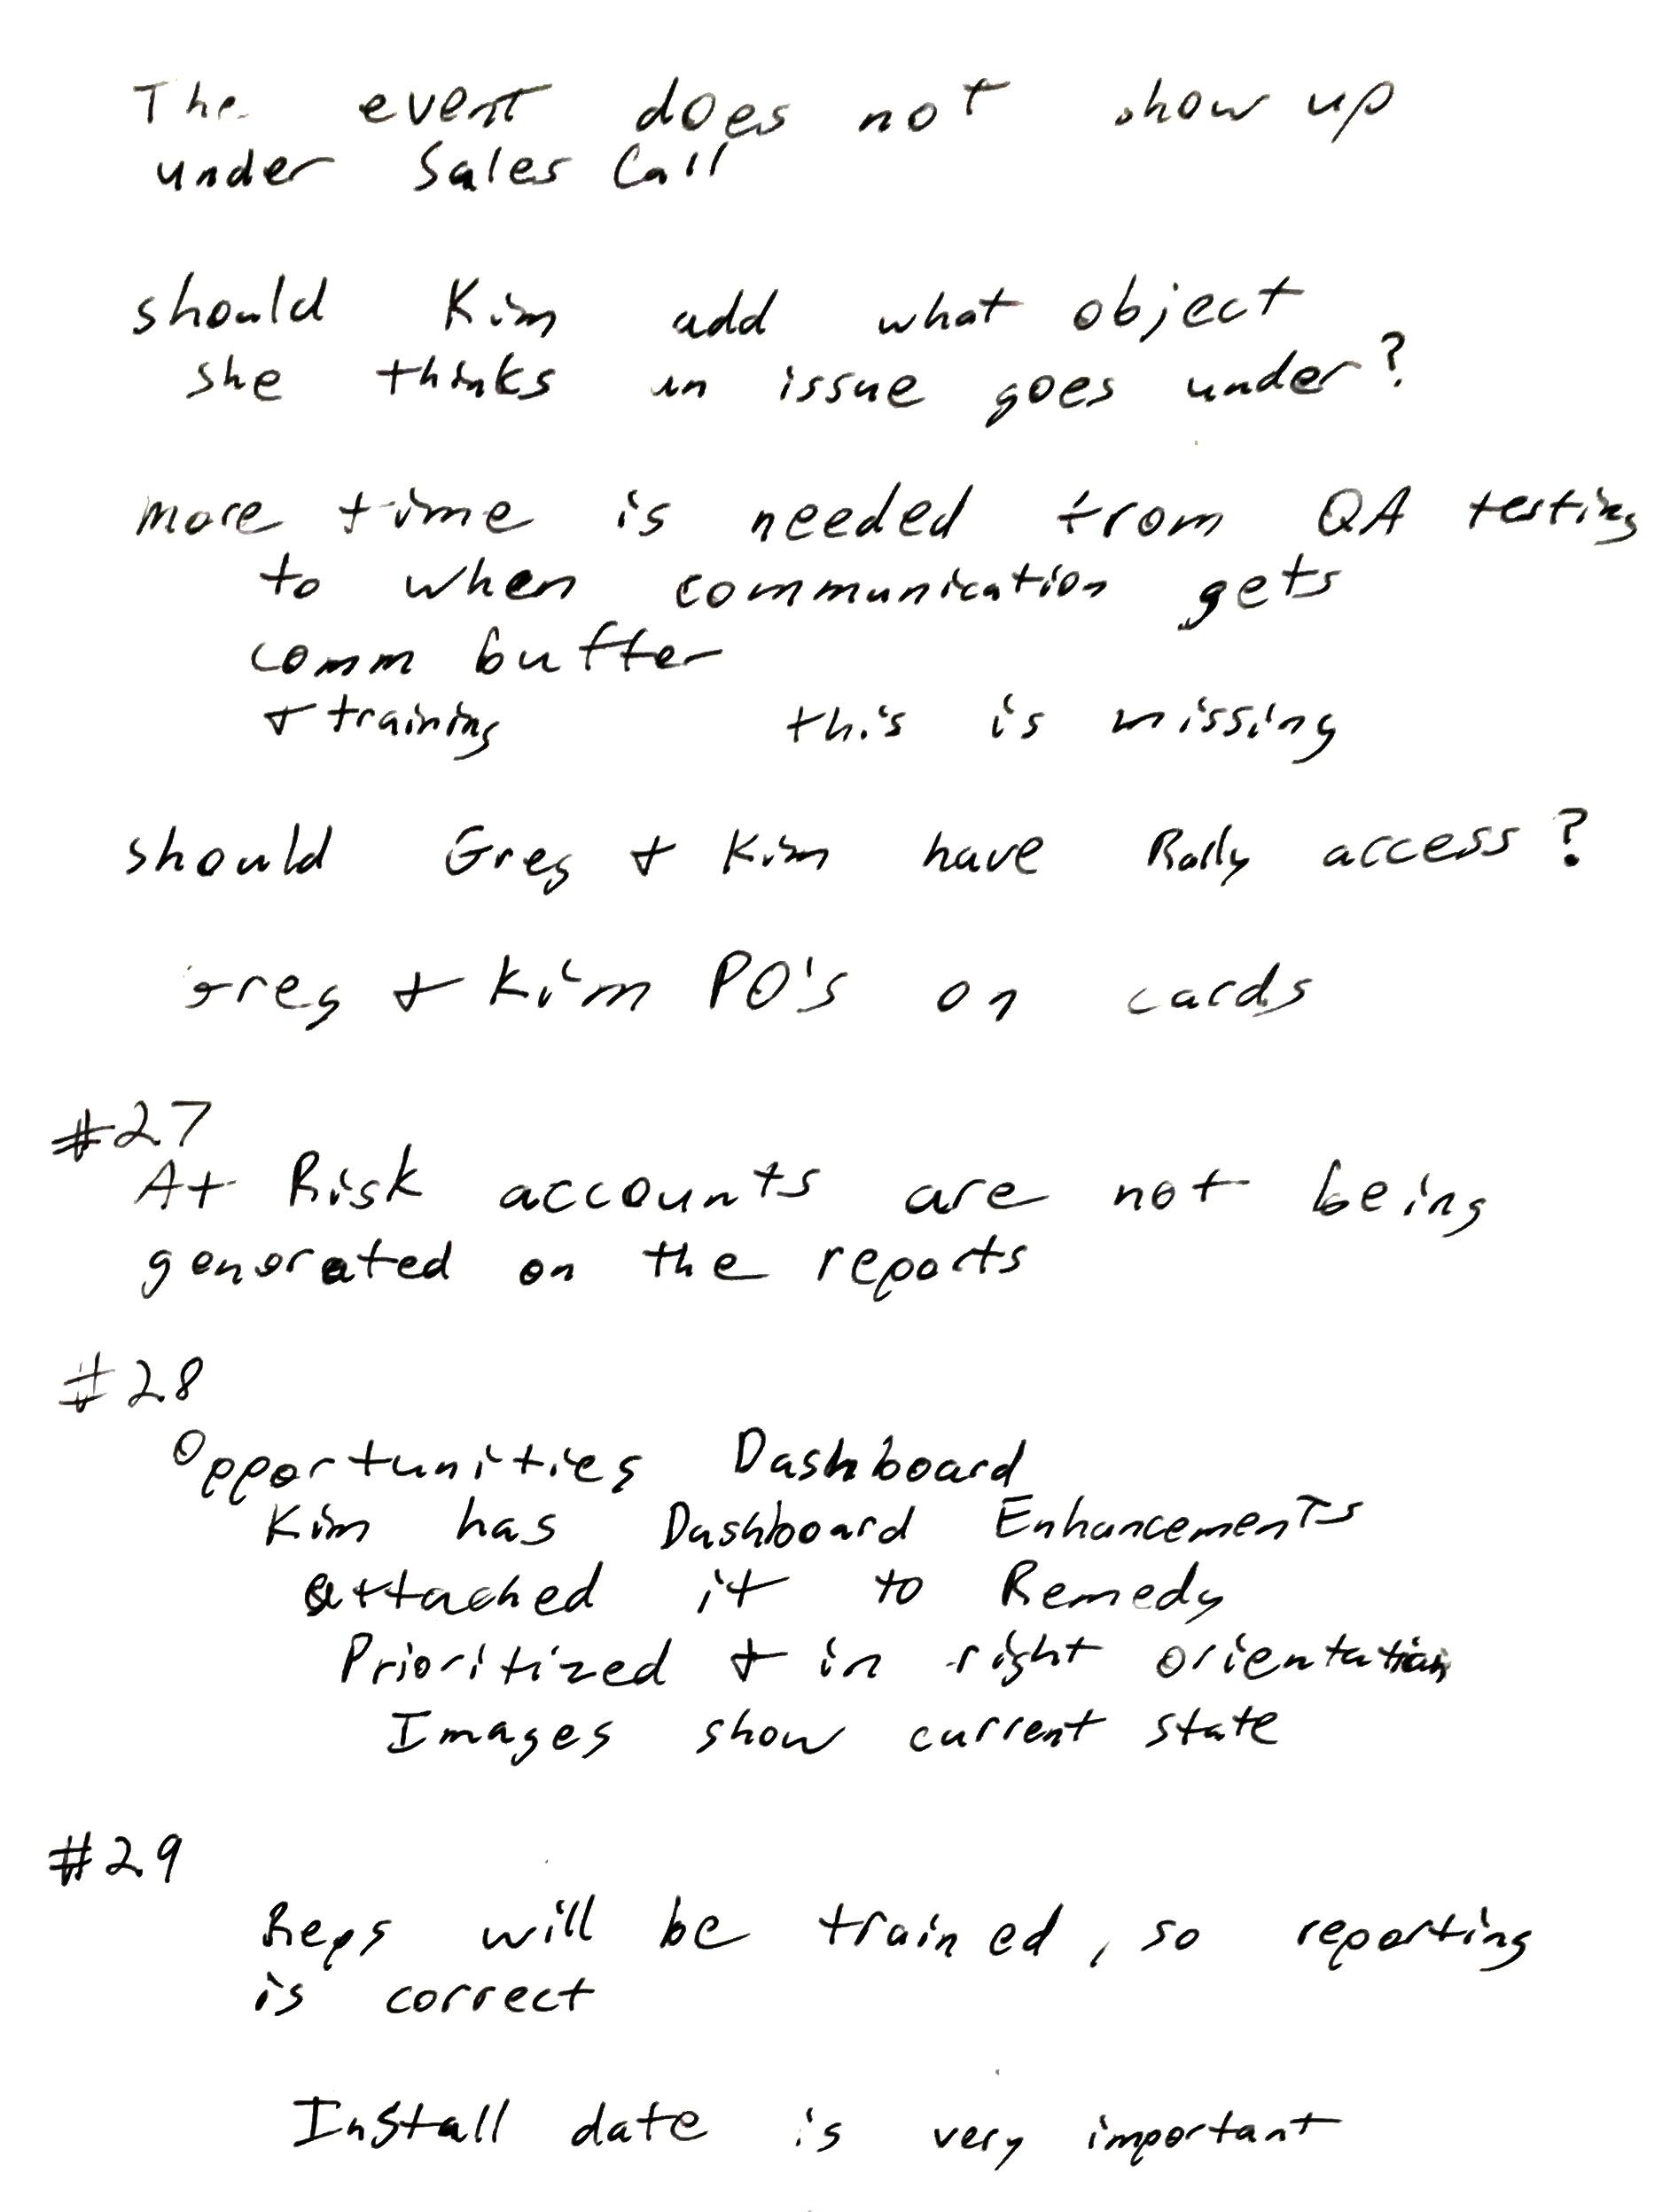 The event does not show up
under Sales Call
should Kim add what object
she thinks an issue goes under?
more time is needed from QA testing
to when communication gets
comm buffer
+ training this is missing
should Greg + Kim have Rally access?
Greg + Kim PO's on cards
#27
At Risk accounts are not being
generated on the reports
#28
Opportunities Dashboard
Kim has Dashboard Enhancements
attached it to Remedy
Prioritized + in right orientation
Images show current state
#29
Reps will be trained, so reporting
is correct
Install date is very important